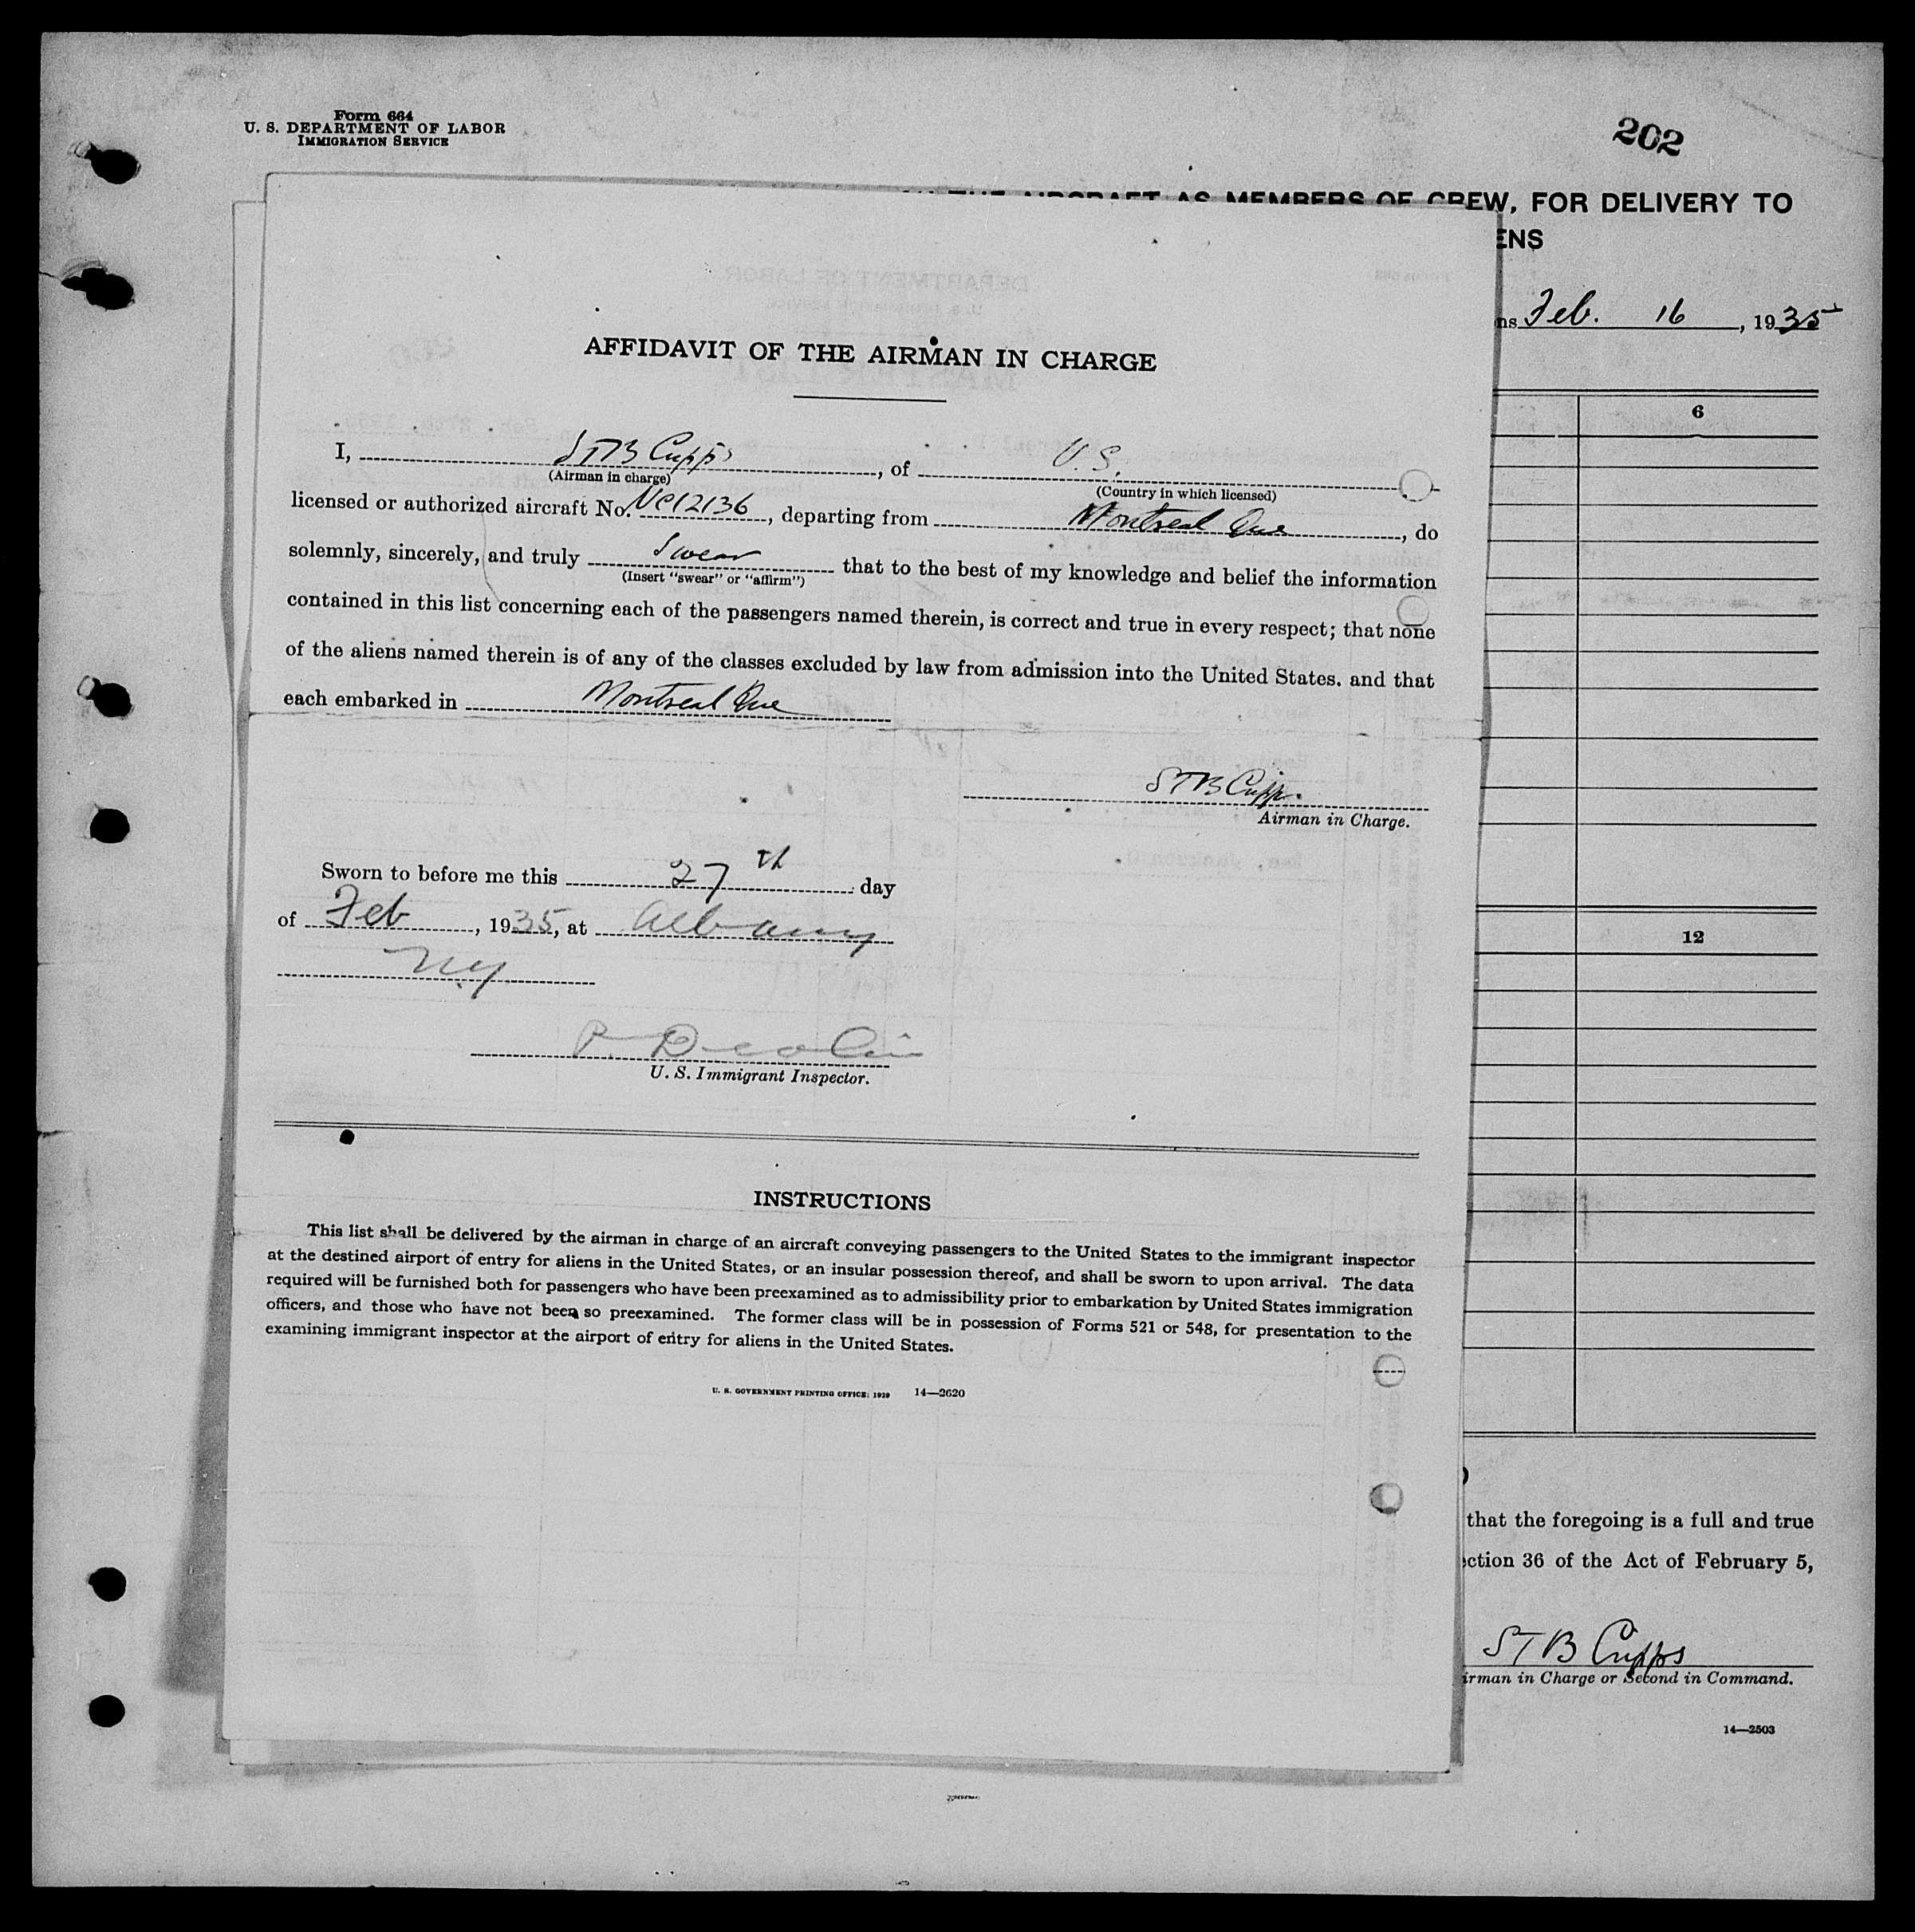 Form 664
U. S. DEPARTMENT OF LABOR
IMMIGRATION SERVICE
202
THE AIRCRAFT AS MEMBERS OF CREW, FOR DELIVERY TO
ENS
ns Feb. 16, 1935
6
12
AFFIDAVIT OF THE AIRMAN IN CHARGE
I, STB Cupps, of U. S.
(Airman in charge) (Country in which licensed)
licensed or authorized aircraft No. NC12136, departing from Montreal Que, do
solemnly, sincerely, and truly Swear that to the best of my knowledge and belief the information
(Insert "swear" or "affirm")
contained in this list concerning each of the passengers named therein, is correct and true in every respect; that none
of the aliens named therein is of any of the classes excluded by law from admission into the United States. and that
each embarked in Montreal Que
STB Cupps
Airman in Charge.
Sworn to before me this 27th day
of Feb, 1935, at Albany
N.Y.
P.
U. S. Immigrant Inspector.
INSTRUCTIONS
This list shall be delivered by the airman in charge of an aircraft conveying passengers to the United States to the immigrant inspector
at the destined airport of entry for aliens in the United States, or an insular possession thereof, and shall be sworn to upon arrival. The data
required will be furnished both for passengers who have been preexamined as to admissibility prior to embarkation by United States immigration
officers, and those who have not been so preexamined. The former class will be in possession of Forms 521 or 548, for presentation to the
examining immigrant inspector at the airport of entry for aliens in the United States.
U. S. GOVERNMENT PRINTING OFFICE: 1929 14—2620
that the foregoing is a full and true
ction 36 of the Act of February 5,
STB Cupps
irman in Charge or Second in Command.
14—2503